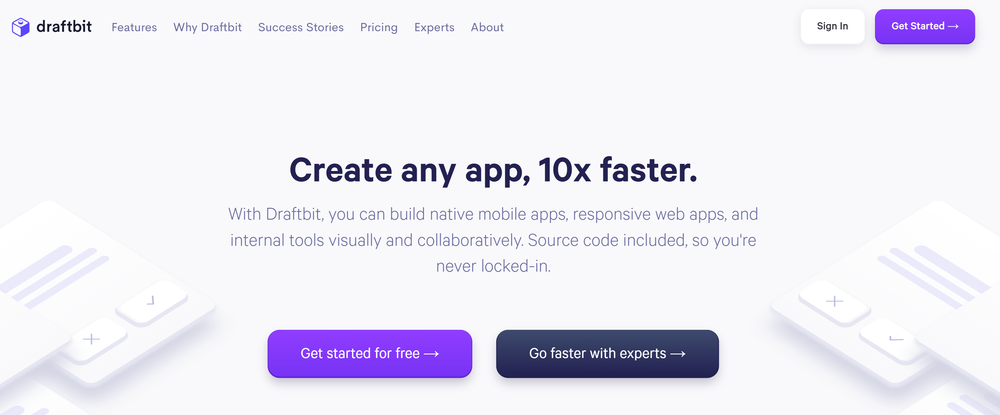 draftbit Features Why Draftbit Success Stories Pricing Experts About Sign In Get Started →
Create any app, 10x faster.
With Draftbit, you can build native mobile apps, responsive web apps, and
internal tools visually and collaboratively. Source code included, so you're
never locked-in.
Get started for free → Go faster with experts →